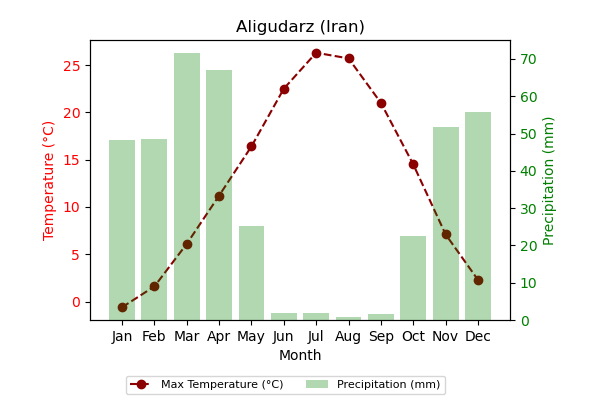 Aligudarz (Iran)
25
20
15
10
5
0
Temperature (°C)
70
60
50
40
30
20
10
0
Precipitation (mm)
Jan Feb Mar Apr May Jun Jul Aug Sep Oct Nov Dec
Month
Max Temperature (°C) Precipitation (mm)